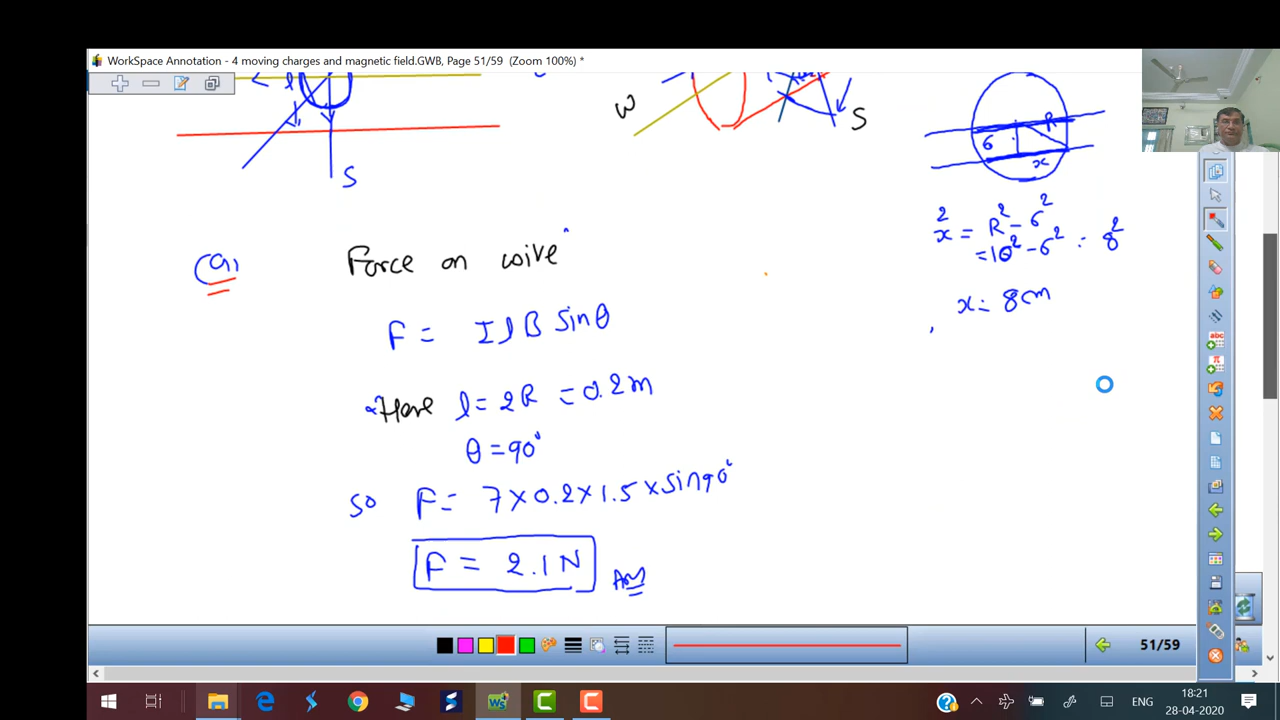 WorkSpace Annotation - 4 moving charges and magnetic field.GWB, Page 51/59 (Zoom 100%) *
W
S
S
R
6
x
x² = R² - 6²
= 10² - 6² = 8²
x = 8cm
(a)
Force on wire
F = I l B Sinθ
Here l = 2R = 0.2m
θ = 90°
So F = 7 × 0.2 × 1.5 × Sin90°
F = 2.1 N Ans
51/59
ENG
18:21
28-04-2020